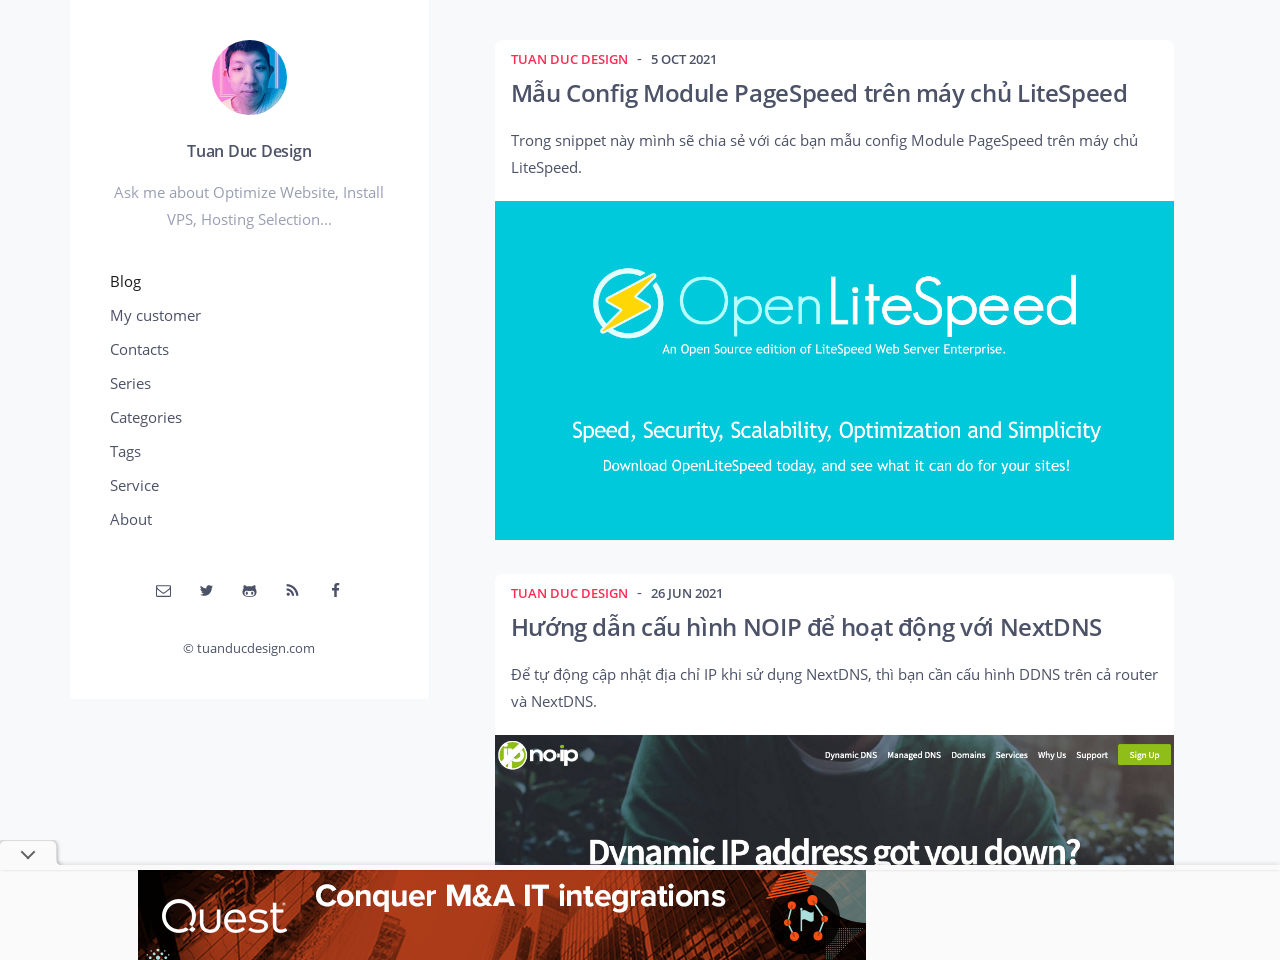 Tuan Duc Design
Ask me about Optimize Website, Install
VPS, Hosting Selection...
Blog
My customer
Contacts
Series
Categories
Tags
Service
About
© tuanducdesign.com
TUAN DUC DESIGN - 5 OCT 2021
Mẫu Config Module PageSpeed trên máy chủ LiteSpeed
Trong snippet này mình sẽ chia sẻ với các bạn mẫu config Module PageSpeed trên máy chủ
LiteSpeed.
OpenLiteSpeed
An Open Source edition of LiteSpeed Web Server Enterprise.
Speed, Security, Scalability, Optimization and Simplicity
Download OpenLiteSpeed today, and see what it can do for your sites!
TUAN DUC DESIGN - 26 JUN 2021
Hướng dẫn cấu hình NOIP để hoạt động với NextDNS
Để tự động cập nhật địa chỉ IP khi sử dụng NextDNS, thì bạn cần cấu hình DDNS trên cả router
và NextDNS.
no-ip Dynamic DNS Managed DNS Domains Services Why Us Support Sign Up
Dynamic IP address got you down?
Quest Conquer M&A IT integrations